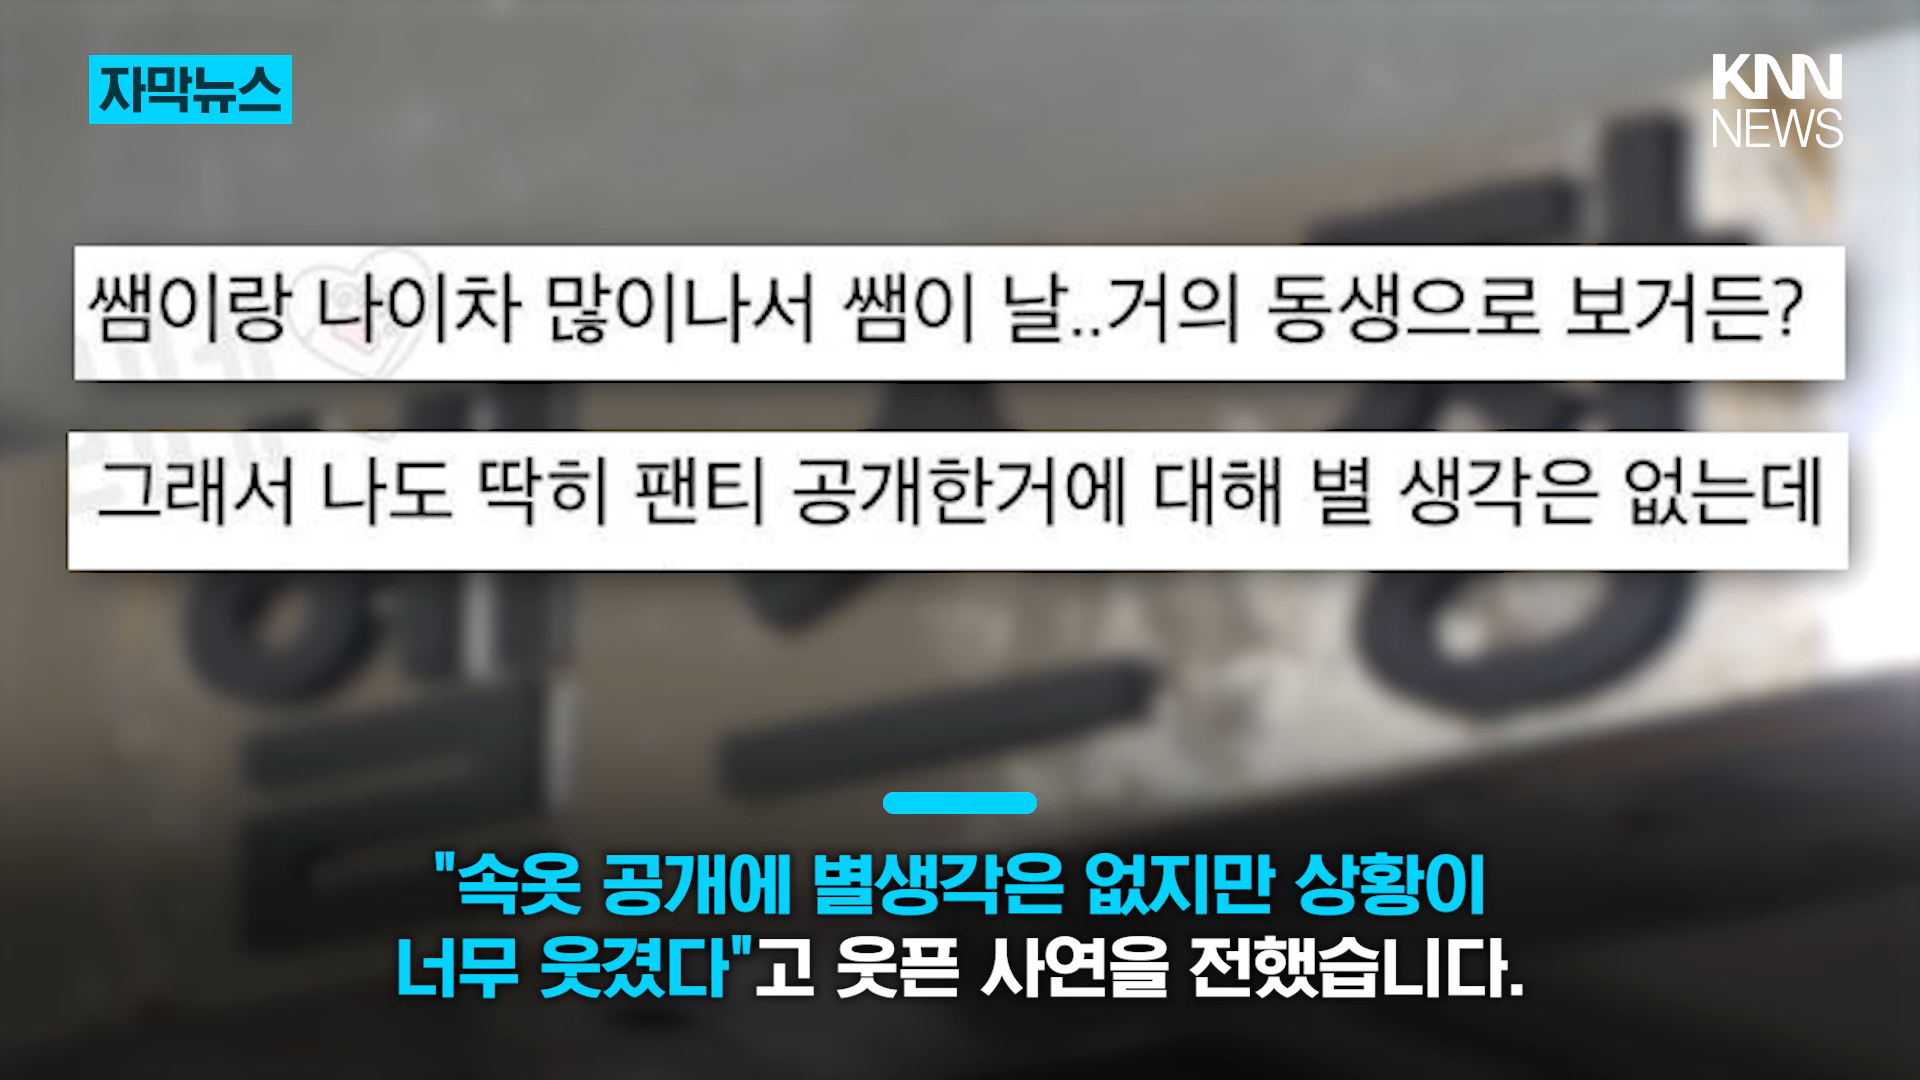 자막뉴스
KNN
NEWS
쌤이랑 나이차 많이나서 쌤이 날..거의 동생으로 보거든?
그래서 나도 딱히 팬티 공개한거에 대해 별 생각은 없는데
"속옷 공개에 별생각은 없지만 상황이
너무 웃겼다"고 웃픈 사연을 전했습니다.